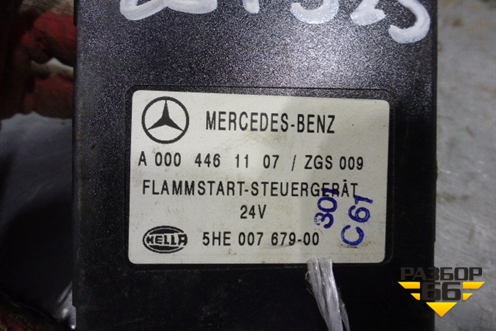 MERCEDES-BENZ
A 000 446 11 07 / ZGS 009
FLAMMSTART-STEUERGERÄT
24V
HELLA
5HE 007 679-00
301
C61
РАЗБОР
66